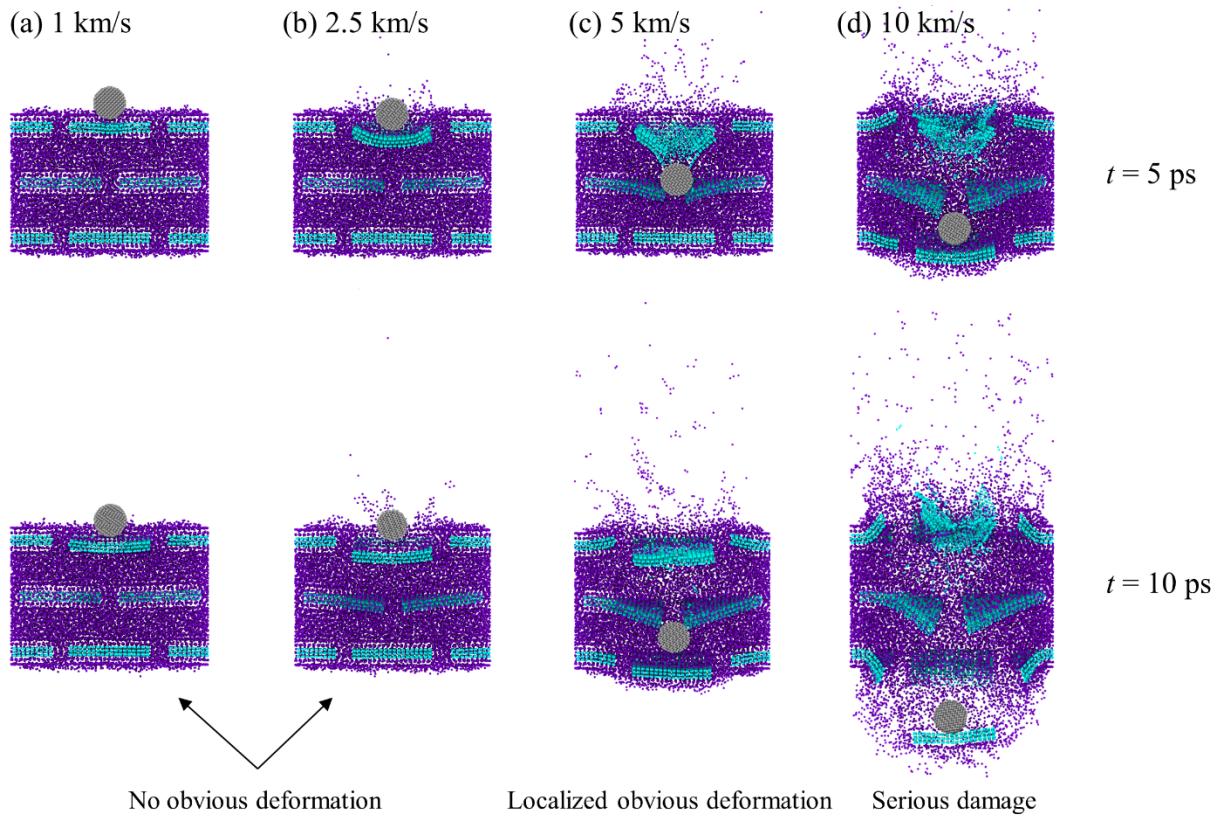 (a) 1 km/s
(b) 2.5 km/s
(c) 5 km/s
(d) 10 km/s
t = 5 ps
t = 10 ps
No obvious deformation
Localized obvious deformation
Serious damage